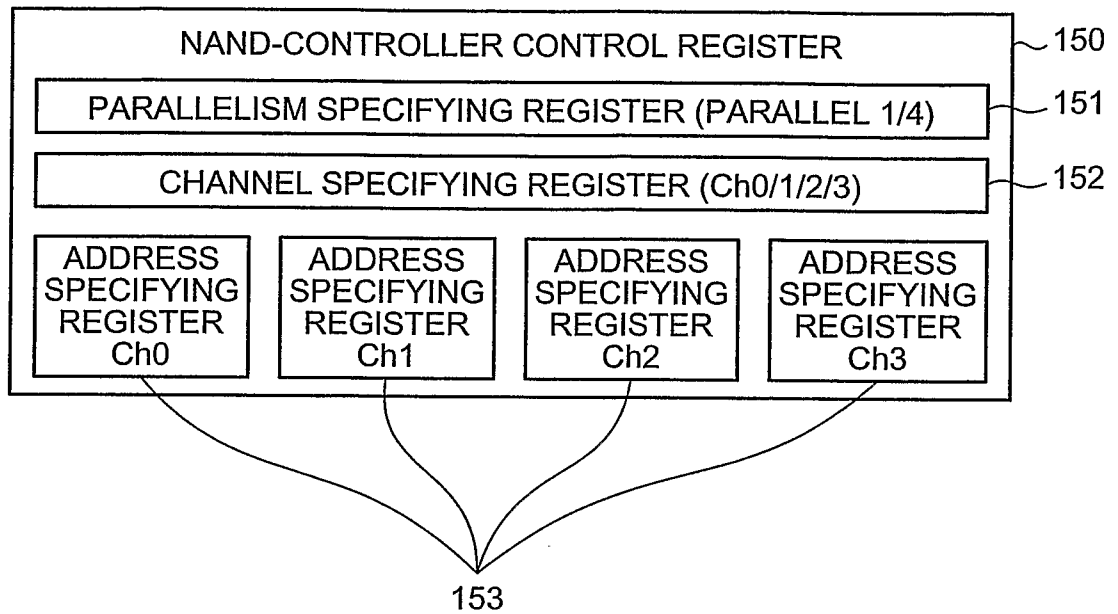 NAND-CONTROLLER CONTROL REGISTER
150
PARALLELISM SPECIFYING REGISTER (PARALLEL 1/4)
151
CHANNEL SPECIFYING REGISTER (Ch0/1/2/3)
152
ADDRESS
SPECIFYING
REGISTER
Ch0
ADDRESS
SPECIFYING
REGISTER
Ch1
ADDRESS
SPECIFYING
REGISTER
Ch2
ADDRESS
SPECIFYING
REGISTER
Ch3
153